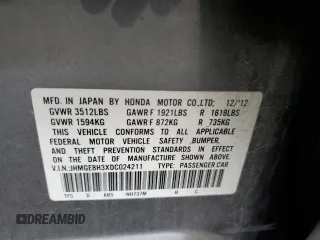 MFD. IN JAPAN BY HONDA MOTOR CO.,LTD. 12/'12
GVWR 3512LBS GAWR F 1921LBS R 1619LBS
GVWR 1594KG GAWR F 872KG R 735KG
THIS VEHICLE CONFORMS TO ALL APPLICABLE
FEDERAL MOTOR VEHICLE SAFETY ,BUMPER,
AND THEFT PREVENTION STANDARDS IN EFFECT
ON THE DATE OF MANUFACTURE SHOWN ABOVE.
V.I.N.:JHMGE8H3XDC024211 TYPE: PASSENGER CAR
NH737M B C
AUTOBIDMASTER